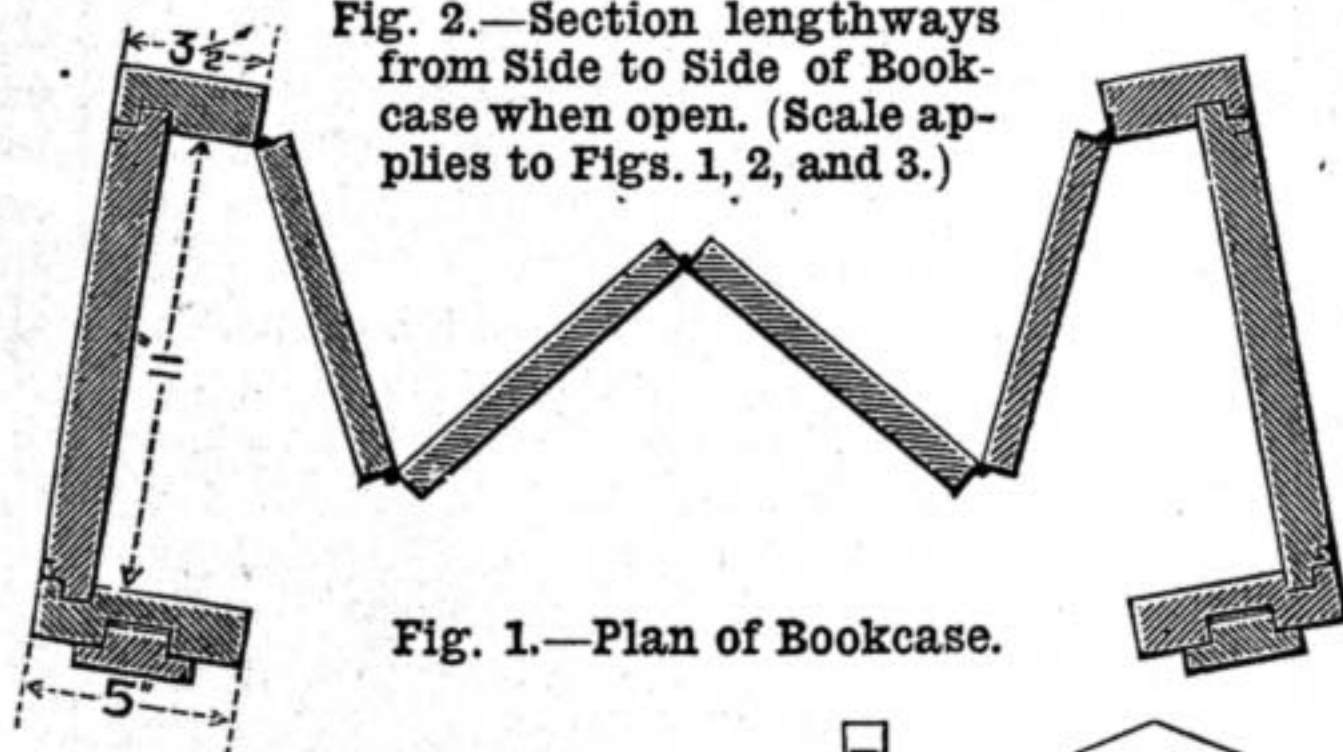 3½"
Fig. 2.—Section lengthways
from Side to Side of Book-
case when open. (Scale ap-
plies to Figs. 1, 2, and 3.)
11"
Fig. 1.—Plan of Bookcase.
5"